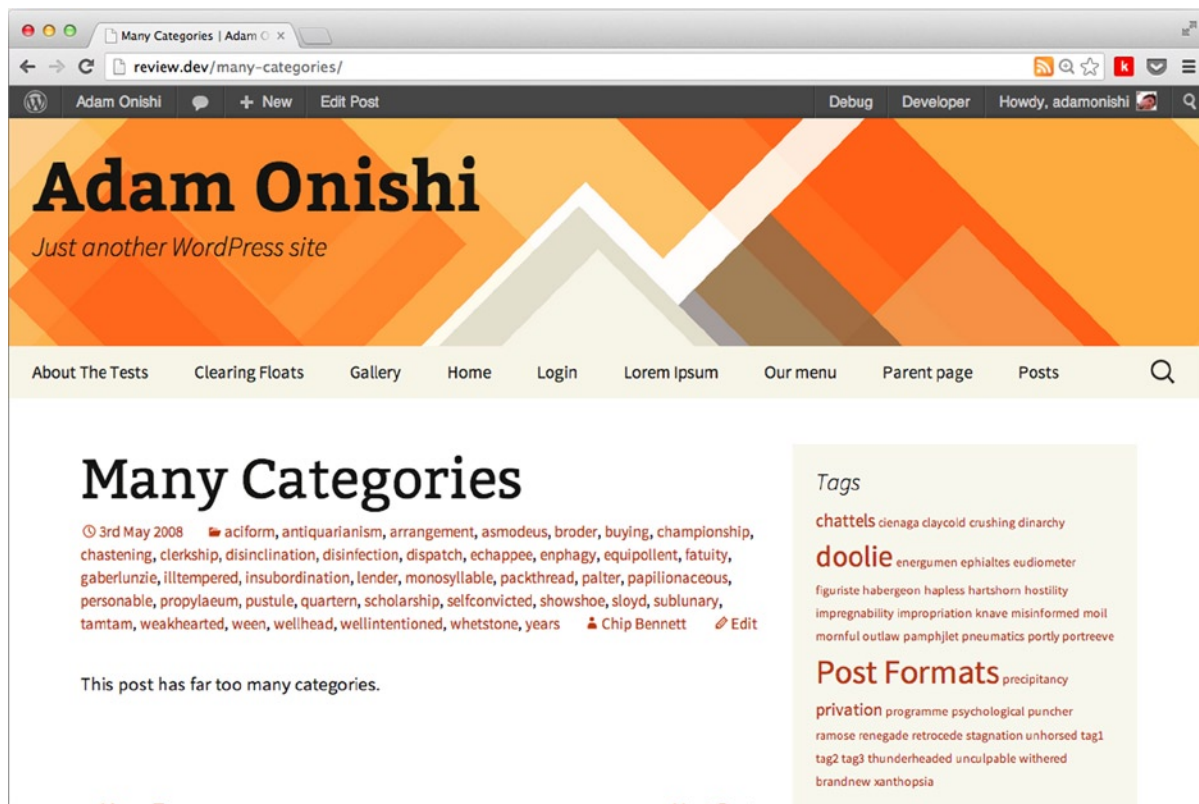 Many Categories | Adam O
review.dev/many-categories/
k
Adam Onishi + New Edit Post Debug Developer Howdy, adamonishi
Adam Onishi
Just another WordPress site
About The Tests Clearing Floats Gallery Home Login Lorem Ipsum Our menu Parent page Posts
Many Categories
3rd May 2008 aciform, antiquarianism, arrangement, asmodeus, broder, buying, championship,
chastening, clerkship, disinclination, disinfection, dispatch, echappee, enphagy, equipollent, fatuity,
gaberlunzie, illtempered, insubordination, lender, monosyllable, packthread, palter, papilionaceous,
personable, propylaeum, pustule, quartern, scholarship, selfconvicted, showshoe, sloyd, sublunary,
tamtam, weakhearted, ween, wellhead, wellintentioned, whetstone, years Chip Bennett Edit
This post has far too many categories.
Tags
chattels cienaga claycold crushing dinarchy
doolie energumen ephialtes eudiometer
figuriste habergeon hapless hartshorn hostility
impregnability impropriation knave misinformed moil
mornful outlaw pamphjlet pneumatics portly portreeve
Post Formats precipitancy
privation programme psychological puncher
ramose renegade retrocede stagnation unhorsed tag1
tag2 tag3 thunderheaded unculpable withered
brandnew xanthopsia